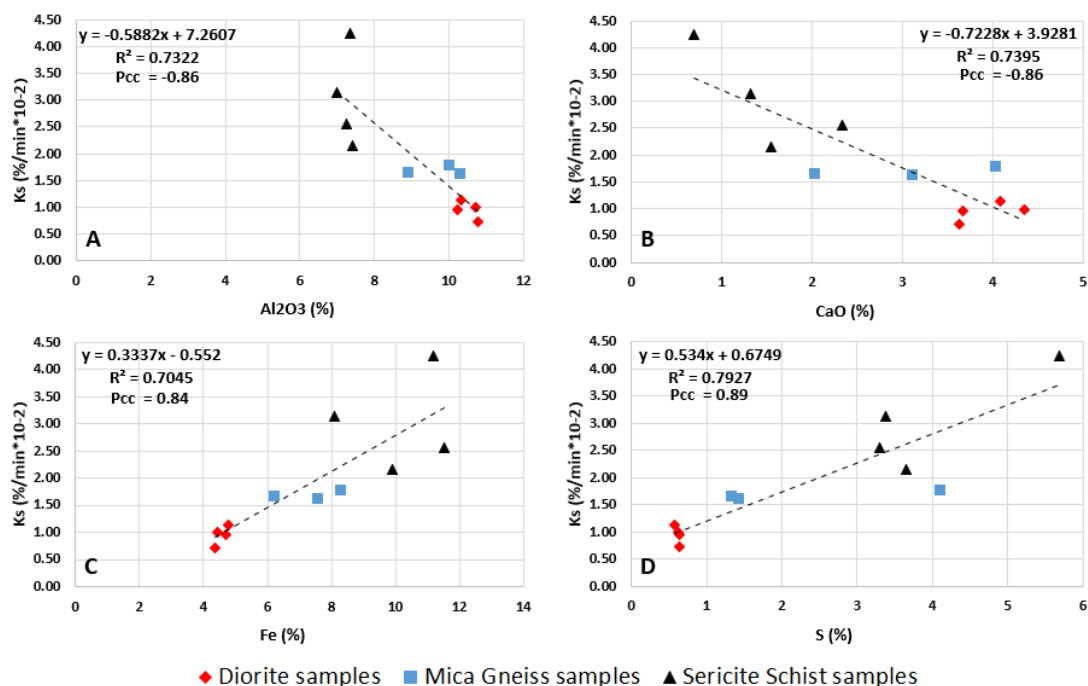 y = -0.5882x + 7.2607
R² = 0.7322
Pcc = -0.86
4.50
4.00
3.50
3.00
2.50
2.00
1.50
1.00
0.50
0.00
Ks (%/min*10-2)
A
0 2 4 6 8 10 12
Al2O3 (%)
y = -0.7228x + 3.9281
R² = 0.7395
Pcc = -0.86
4.50
4.00
3.50
3.00
2.50
2.00
1.50
1.00
0.50
0.00
Ks (%/min*10-2)
B
0 1 2 3 4 5
CaO (%)
y = 0.3337x - 0.552
R² = 0.7045
Pcc = 0.84
4.50
4.00
3.50
3.00
2.50
2.00
1.50
1.00
0.50
0.00
Ks (%/min*10-2)
C
0 2 4 6 8 10 12 14
Fe (%)
y = 0.534x + 0.6749
R² = 0.7927
Pcc = 0.89
4.50
4.00
3.50
3.00
2.50
2.00
1.50
1.00
0.50
0.00
Ks (%/min*10-2)
D
0 1 2 3 4 5 6
S (%)
Diorite samples Mica Gneiss samples Sericite Schist samples